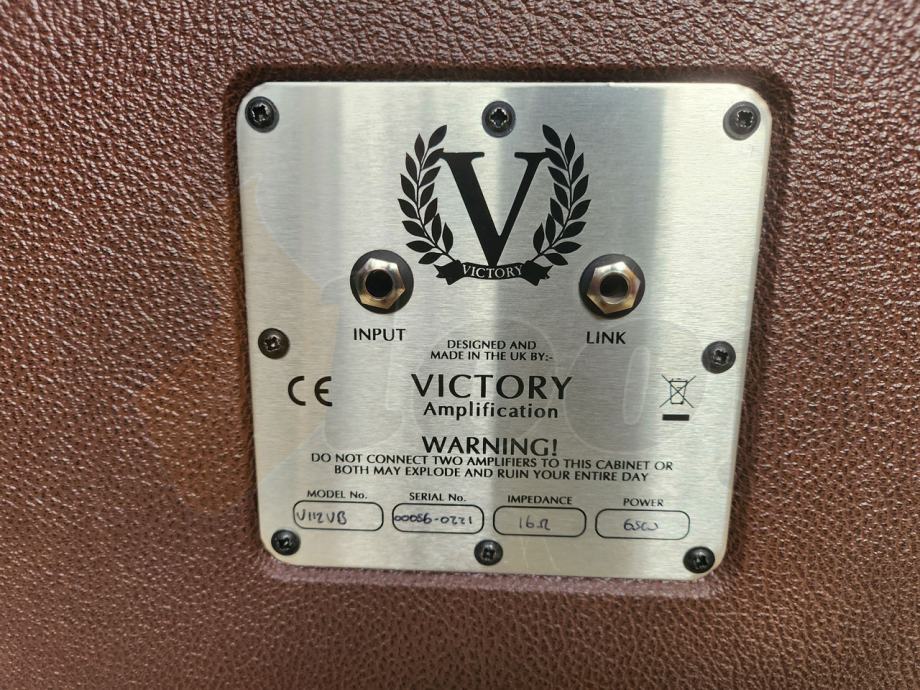 V
VICTORY
INPUT
LINK
DESIGNED AND
MADE IN THE UK BY:-
CE
VICTORY
Amplification
WARNING!
DO NOT CONNECT TWO AMPLIFIERS TO THIS CABINET OR
BOTH MAY EXPLODE AND RUIN YOUR ENTIRE DAY
MODEL No.
SERIAL No.
IMPEDANCE
POWER
V112VB
00056-0221
16Ω
65W